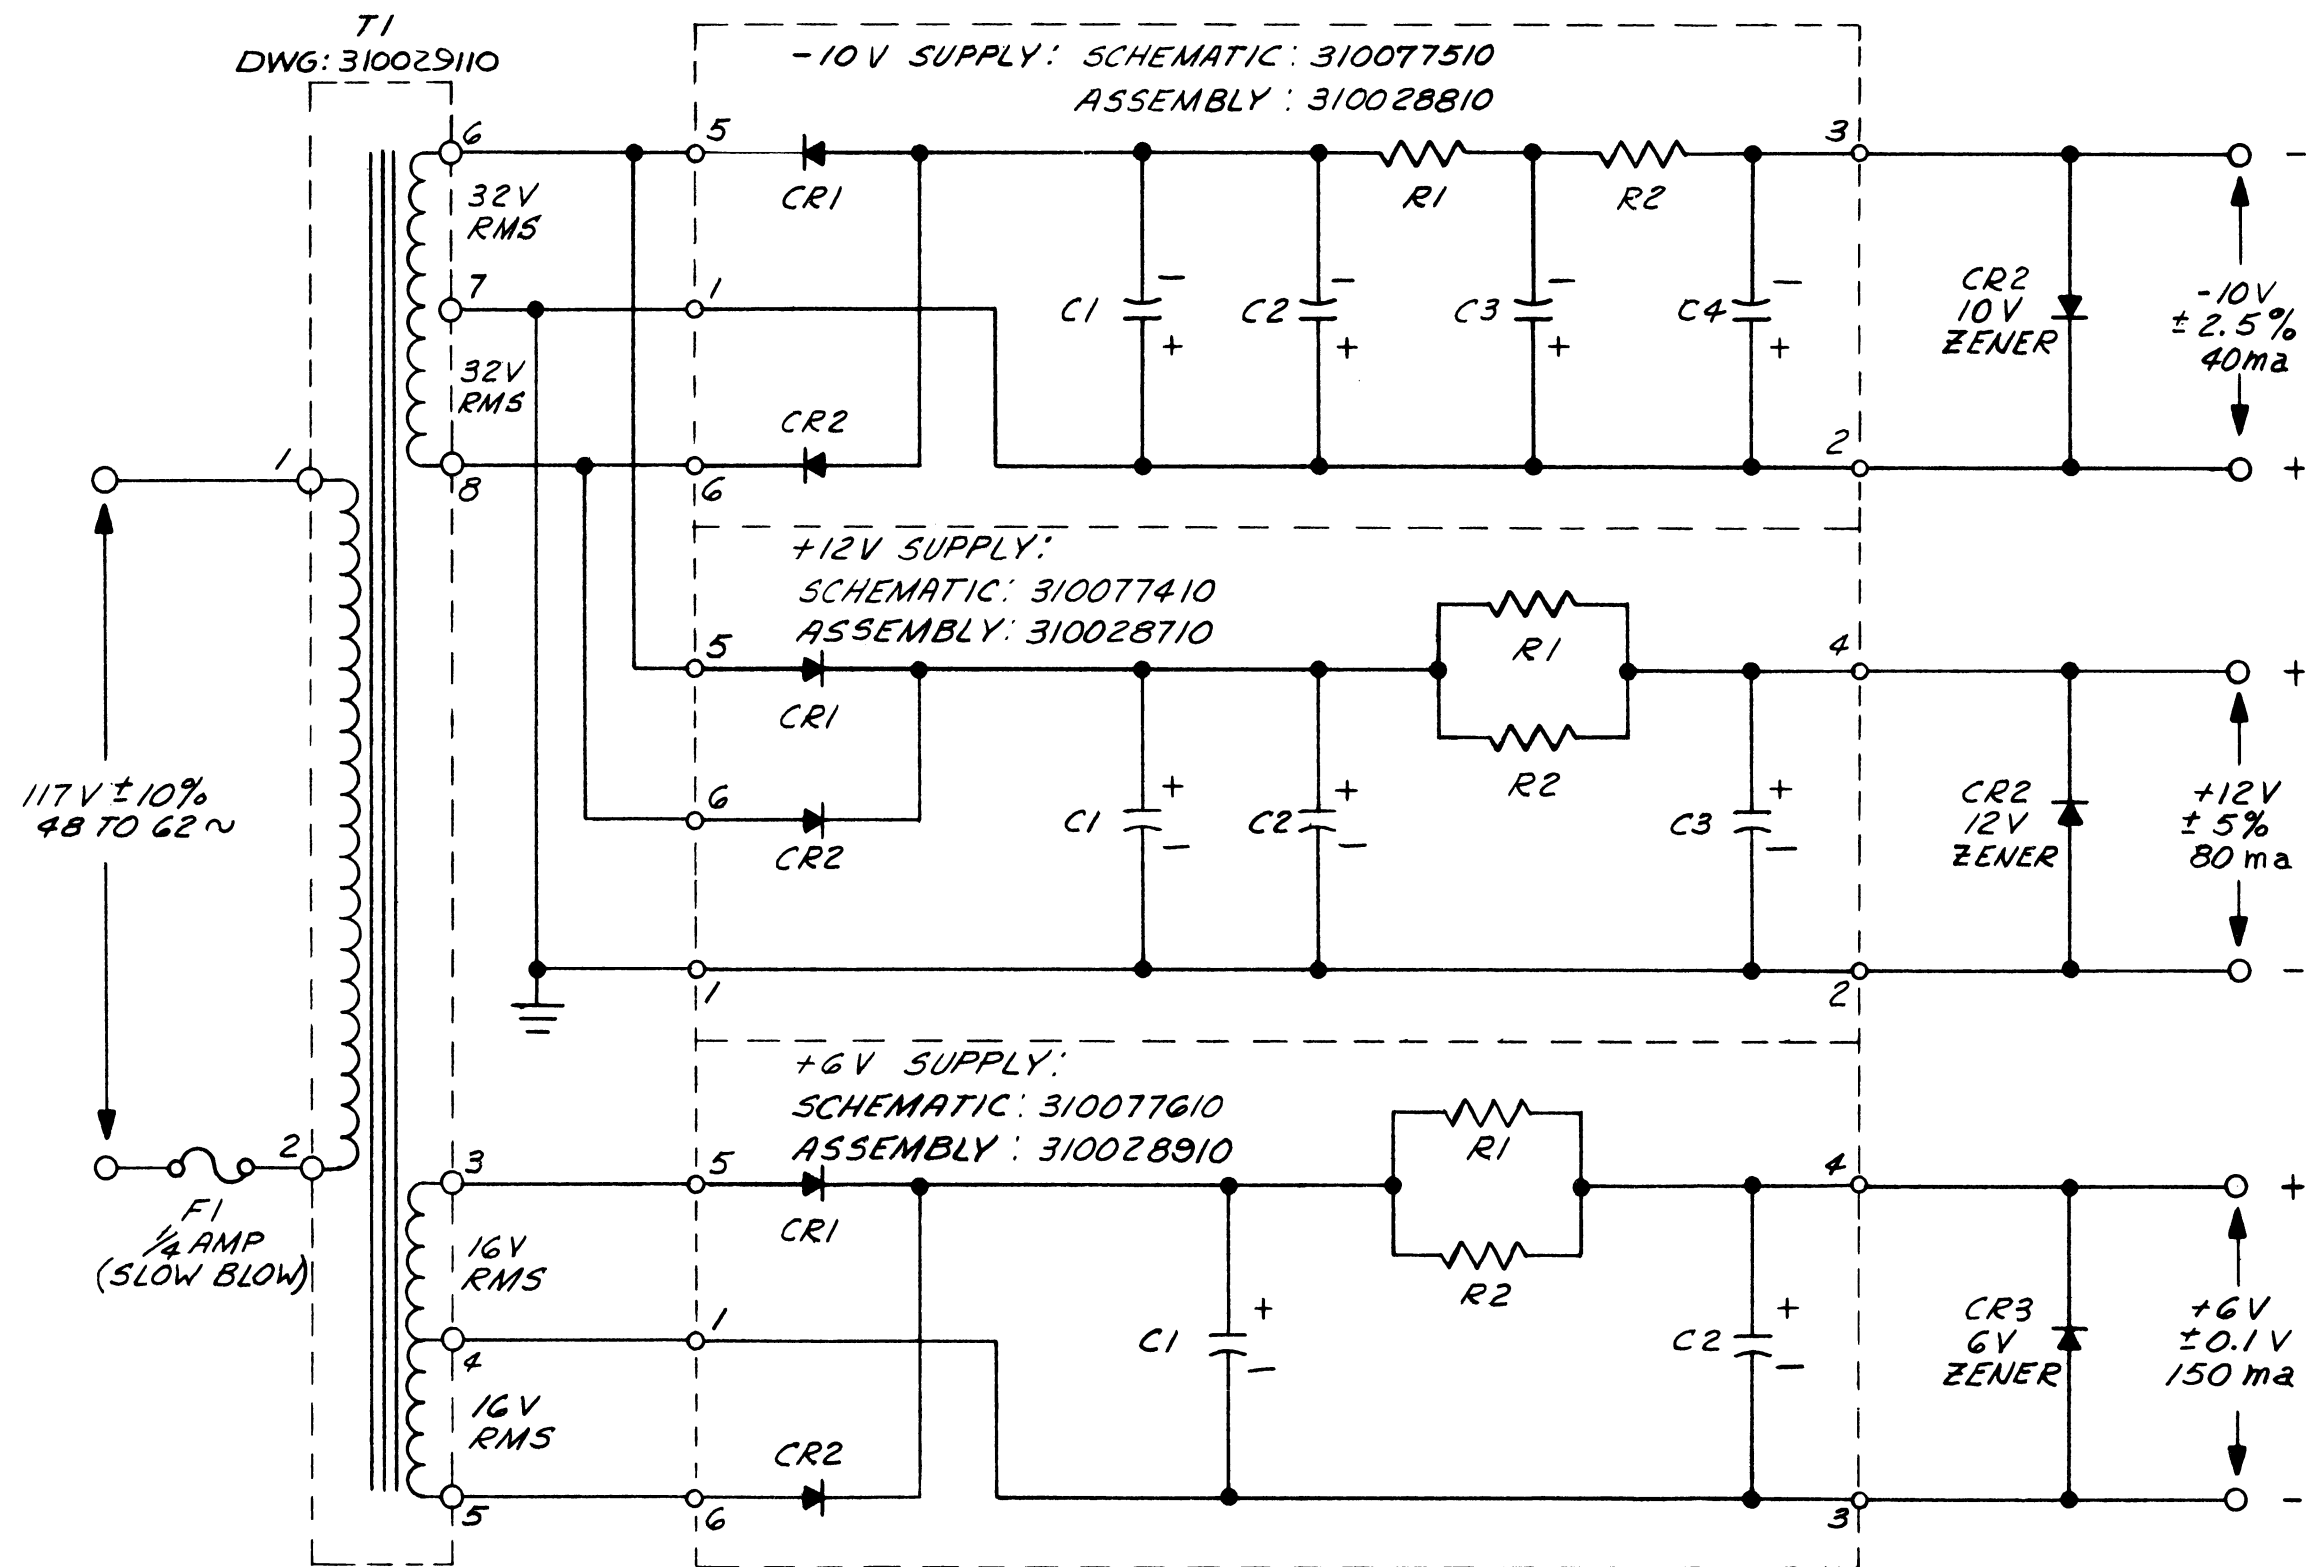 T1
DWG: 310029110
6
32V
RMS
7
32V
RMS
8
1
117V ± 10%
48 TO 62 ~
2
F1
1/4 AMP
(SLOW BLOW)
3
16V
RMS
4
16V
RMS
5
-10V SUPPLY: SCHEMATIC: 310077510
ASSEMBLY: 310028810
5
CR1
1
CR2
6
C1
-
+
C2
-
+
R1
C3
-
+
R2
C4
-
+
3
2
CR2
10V
ZENER
-
-10V
± 2.5%
40ma
+
+12V SUPPLY:
SCHEMATIC: 310077410
ASSEMBLY: 310028710
5
CR1
6
CR2
1
C1
+
-
C2
+
-
R1
R2
C3
+
-
4
2
CR2
12V
ZENER
+
+12V
± 5%
80 ma
-
+6V SUPPLY:
SCHEMATIC: 310077610
ASSEMBLY: 310028910
5
CR1
1
CR2
6
C1
+
-
R1
R2
C2
+
-
4
3
CR3
6V
ZENER
+
+6V
±0.1V
150 ma
-